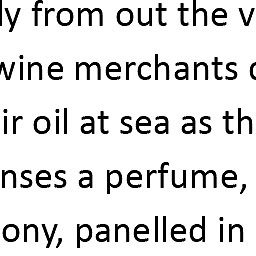 ly from out the v
wine merchants
ir oil at sea as th
nses a perfume,
ony, panelled in